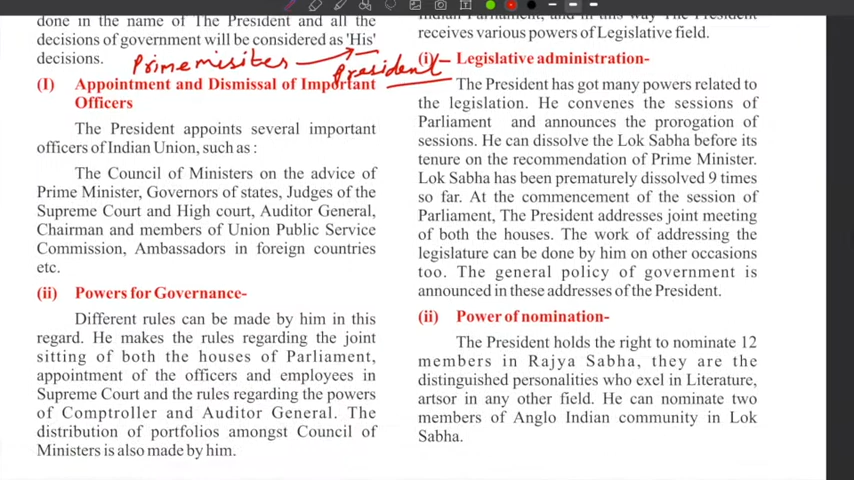 done in the name of The President and all the
decisions of government will be considered as 'His'
decisions.
Primemisites
President
(I) Appointment and Dismissal of Important
Officers
The President appoints several important
officers of Indian Union, such as :
The Council of Ministers on the advice of
Prime Minister, Governors of states, Judges of the
Supreme Court and High court, Auditor General,
Chairman and members of Union Public Service
Commission, Ambassadors in foreign countries
etc.
(ii) Powers for Governance-
Different rules can be made by him in this
regard. He makes the rules regarding the joint
sitting of both the houses of Parliament,
appointment of the officers and employees in
Supreme Court and the rules regarding the powers
of Comptroller and Auditor General. The
distribution of portfolios amongst Council of
Ministers is also made by him.
Indian Parliament, and in this way The President
receives various powers of Legislative field.
(i) Legislative administration-
The President has got many powers related to
the legislation. He convenes the sessions of
Parliament and announces the prorogation of
sessions. He can dissolve the Lok Sabha before its
tenure on the recommendation of Prime Minister.
Lok Sabha has been prematurely dissolved 9 times
so far. At the commencement of the session of
Parliament, The President addresses joint meeting
of both the houses. The work of addressing the
legislature can be done by him on other occasions
too. The general policy of government is
announced in these addresses of the President.
(ii) Power of nomination-
The President holds the right to nominate 12
members in Rajya Sabha, they are the
distinguished personalities who exel in Literature,
artsor in any other field. He can nominate two
members of Anglo Indian community in Lok
Sabha.